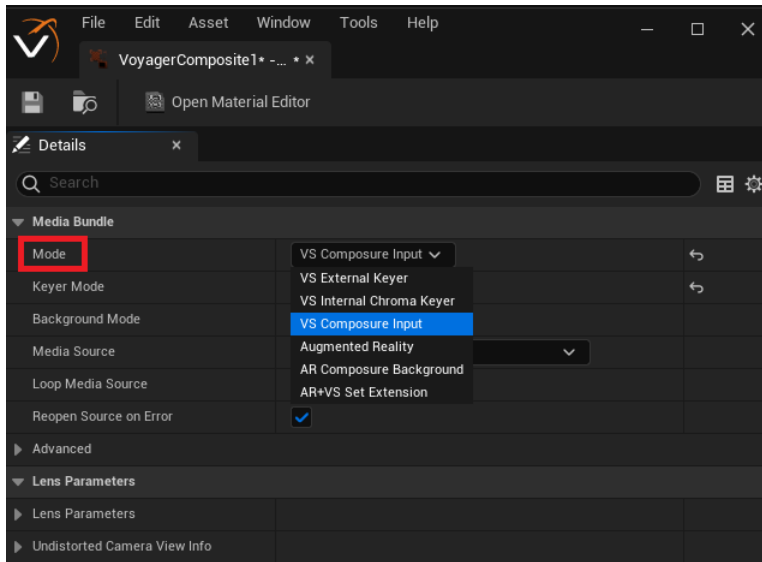 File Edit Asset Window Tools Help
VoyagerComposite1* -... *
Open Material Editor
Details
Search
Media Bundle
Mode VS Composure Input
VS External Keyer
Keyer Mode
VS Internal Chroma Keyer
Background Mode
VS Composure Input
Media Source
Augmented Reality
AR Composure Background
Loop Media Source
AR+VS Set Extension
Reopen Source on Error
Advanced
Lens Parameters
Lens Parameters
Undistorted Camera View Info